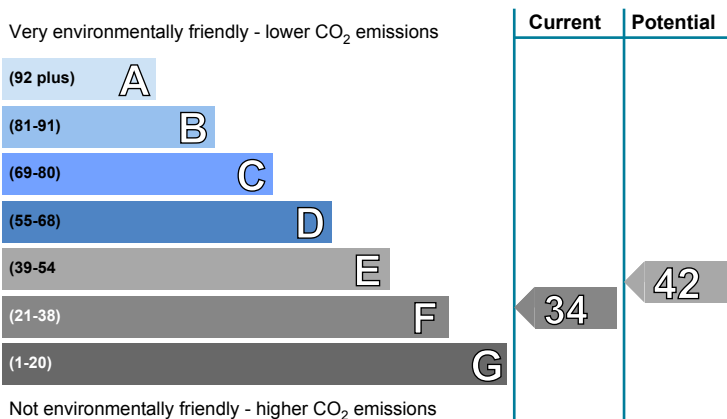 Current Potential
Very environmentally friendly - lower CO2 emissions
(92 plus) A
(81-91) B
(69-80) C
(55-68) D
(39-54 E
42
(21-38) F
34
(1-20) G
Not environmentally friendly - higher CO2 emissions